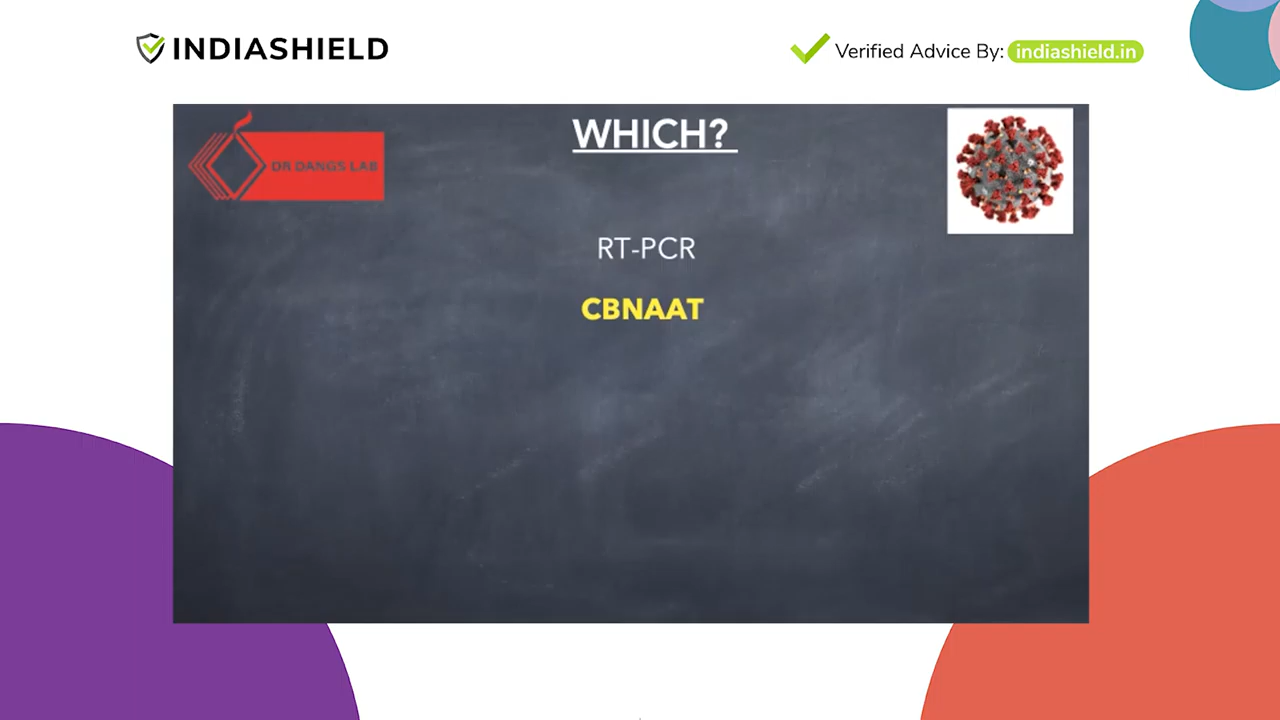 INDIASHIELD
Verified Advice By: indiashield.in
WHICH?
DR DANGS LAB
RT-PCR
CBNAAT